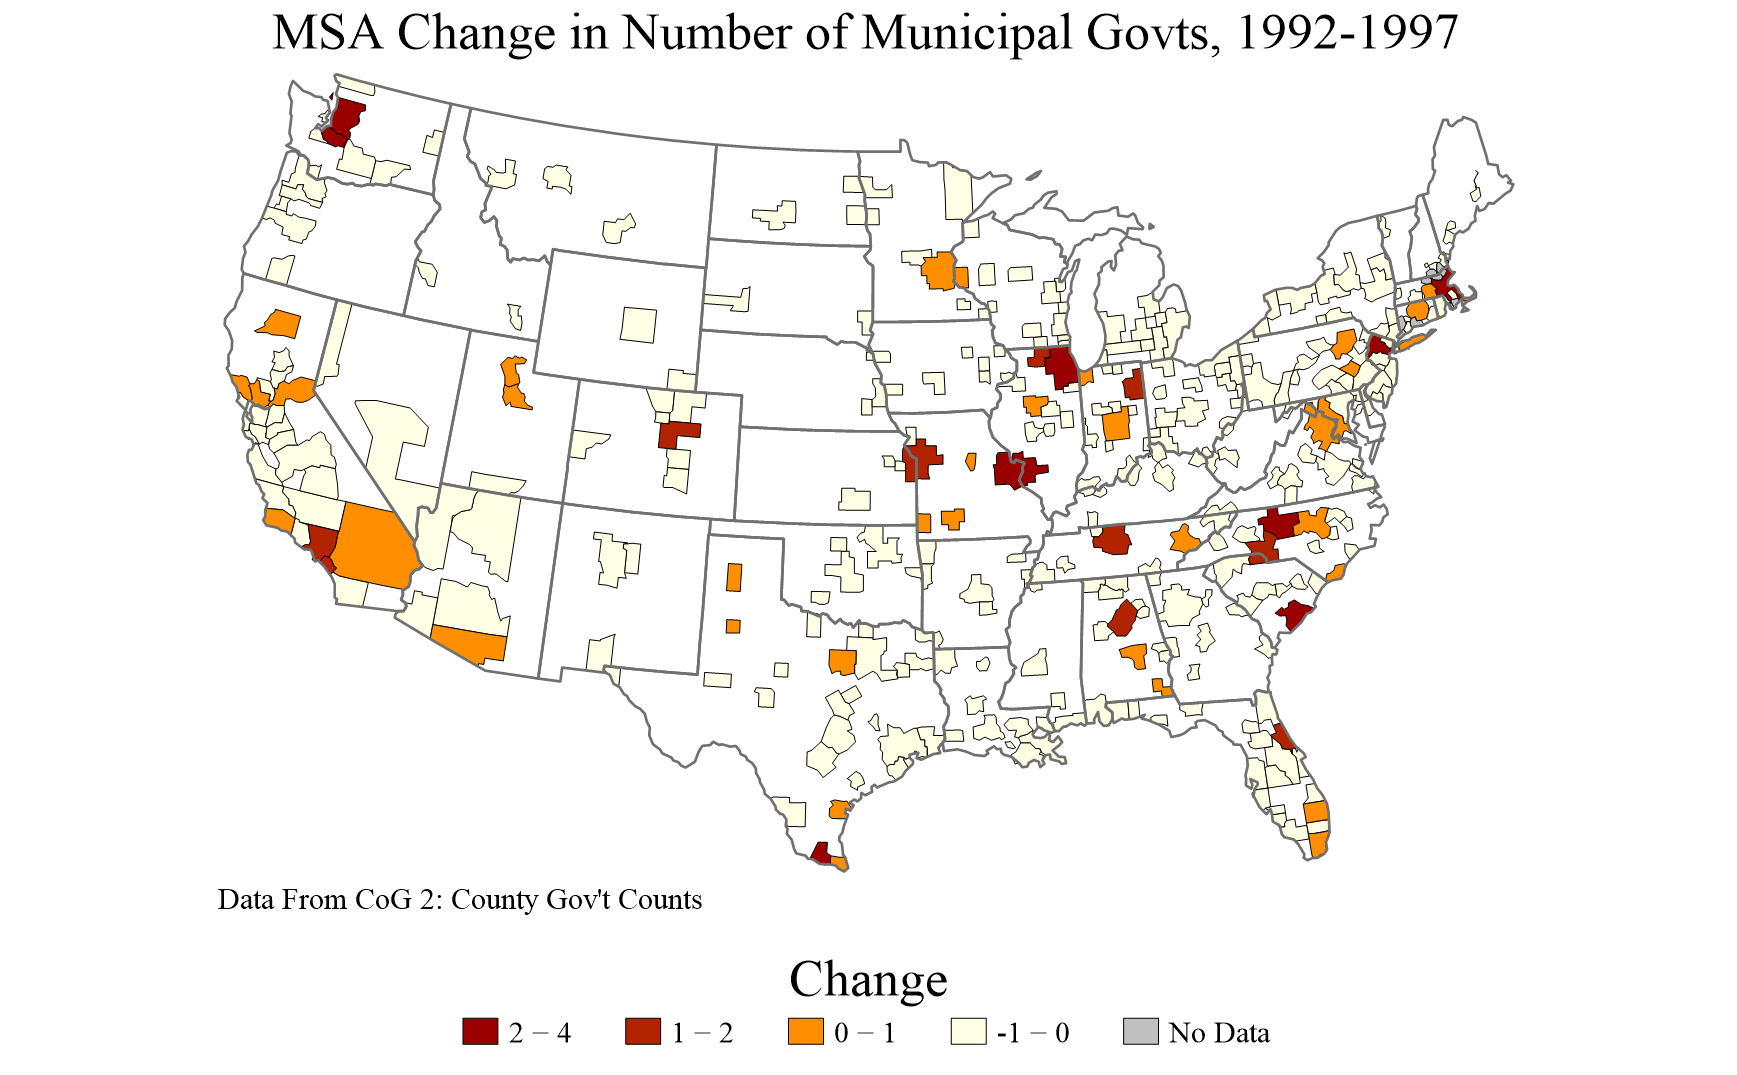 MSA Change in Number of Municipal Govts, 1992-1997
Data From CoG 2: County Gov't Counts
Change
2 – 4
1 – 2
0 – 1
-1 – 0
No Data